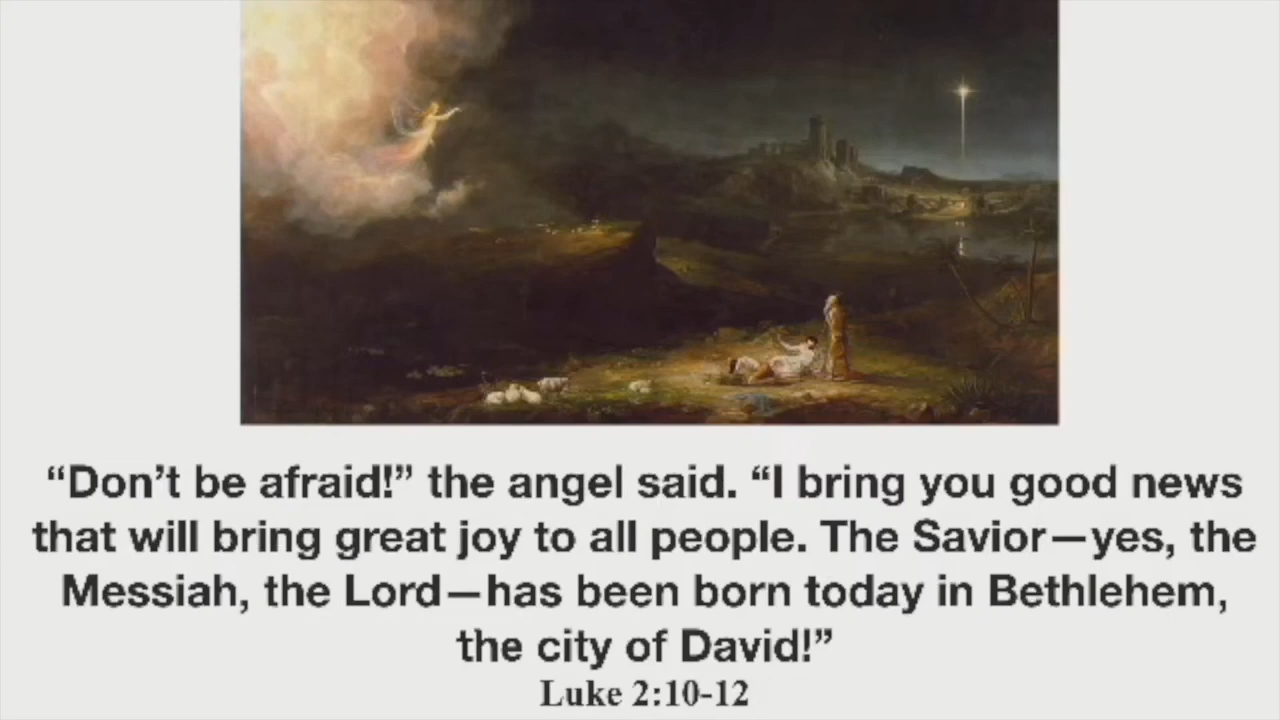 “Don’t be afraid!” the angel said. “I bring you good news
that will bring great joy to all people. The Savior—yes, the
Messiah, the Lord—has been born today in Bethlehem,
the city of David!”
Luke 2:10-12